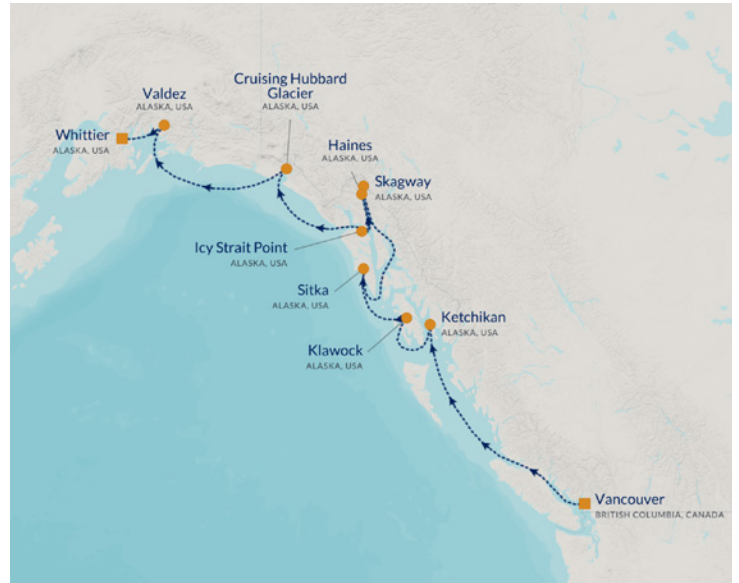 Cruising Hubbard
Glacier
ALASKA, USA
Valdez
ALASKA, USA
Whittier
ALASKA, USA
Haines
ALASKA, USA
Skagway
ALASKA, USA
Icy Strait Point
ALASKA, USA
Sitka
ALASKA, USA
Ketchikan
ALASKA, USA
Klawock
ALASKA, USA
Vancouver
BRITISH COLUMBIA, CANADA